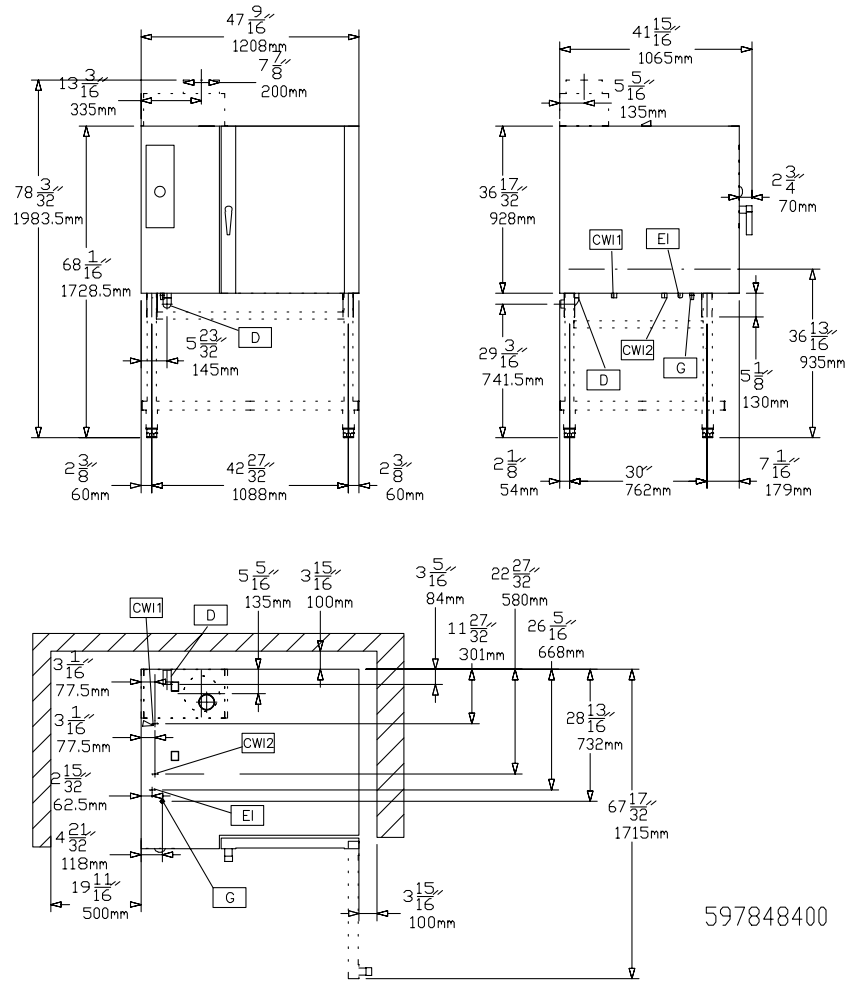 47 9/16"
1208mm
7 7/8"
200mm
13 3/16"
335mm
78 3/32"
1983.5mm
68 1/16"
1728.5mm
D
5 23/32"
145mm
2 3/8"
60mm
42 27/32"
1088mm
2 3/8"
60mm
41 15/16"
1065mm
5 5/16"
135mm
36 17/32"
928mm
2 3/4"
70mm
CWI1
EI
CWI2
G
D
29 3/16"
741.5mm
36 13/16"
935mm
5 1/8"
130mm
2 1/8"
54mm
30"
762mm
7 1/16"
179mm
5 5/16"
135mm
3 15/16"
100mm
3 5/16"
84mm
22 27/32"
580mm
11 27/32"
301mm
26 5/16"
668mm
CWI1
D
3 1/16"
77.5mm
3 1/16"
77.5mm
28 13/16"
732mm
CWI2
2 15/32"
62.5mm
EI
67 17/32"
1715mm
4 21/32"
118mm
G
19 11/16"
500mm
3 15/16"
100mm
597848400